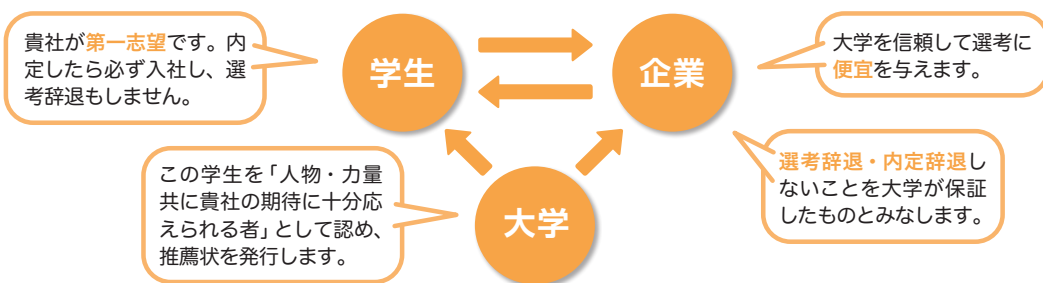 貴社が第一志望です。内
定したら必ず入社し、選
考辞退もしません。
学生
企業
大学を信頼して選考に
便宜を与えます。
この学生を「人物・力量
共に貴社の期待に十分応
えられる者」として認め、
推薦状を発行します。
大学
選考辞退・内定辞退し
ないことを大学が保証
したものとみなします。